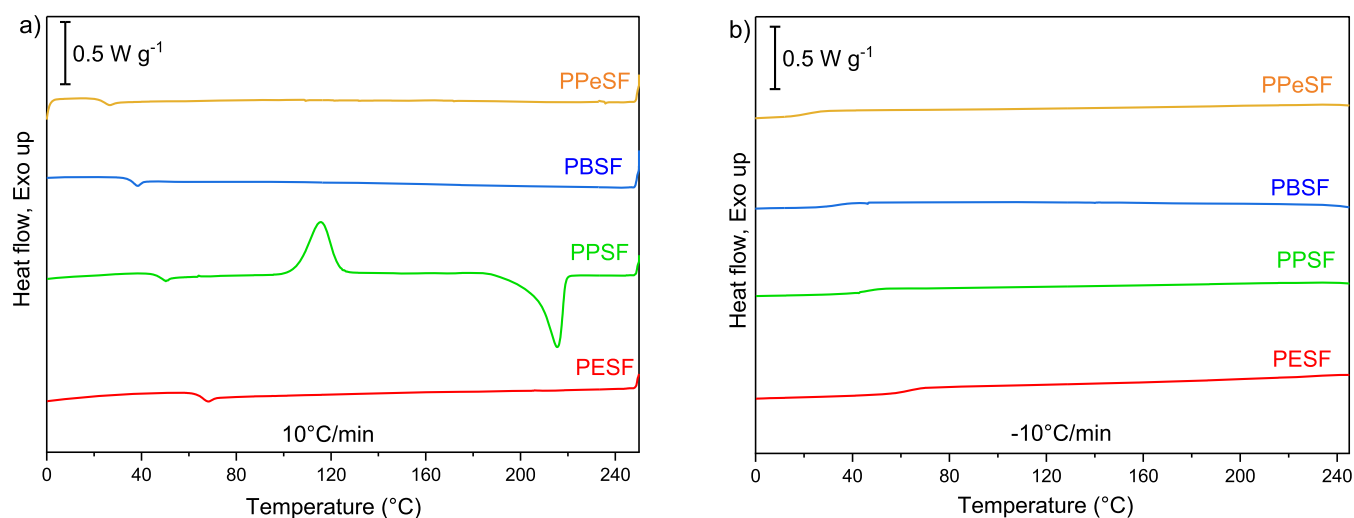 a)
0.5 W g⁻¹
PPeSF
PBSF
PPSF
PESF
10°C/min
Heat flow, Exo up
0 40 80 120 160 200 240
Temperature (°C)
b)
0.5 W g⁻¹
PPeSF
PBSF
PPSF
PESF
-10°C/min
Heat flow, Exo up
0 40 80 120 160 200 240
Temperature (°C)